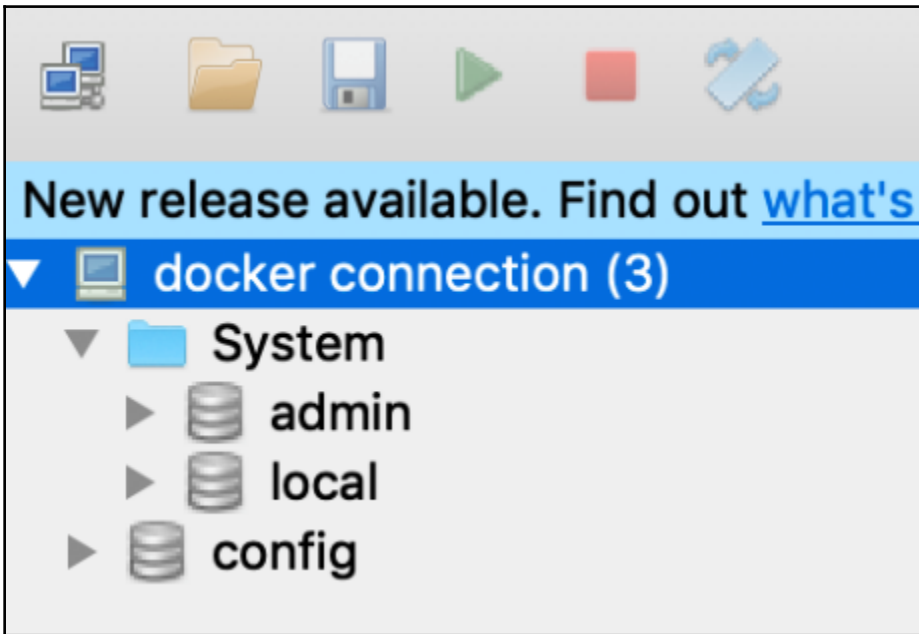 New release available. Find out what's
docker connection (3)
System
admin
local
config